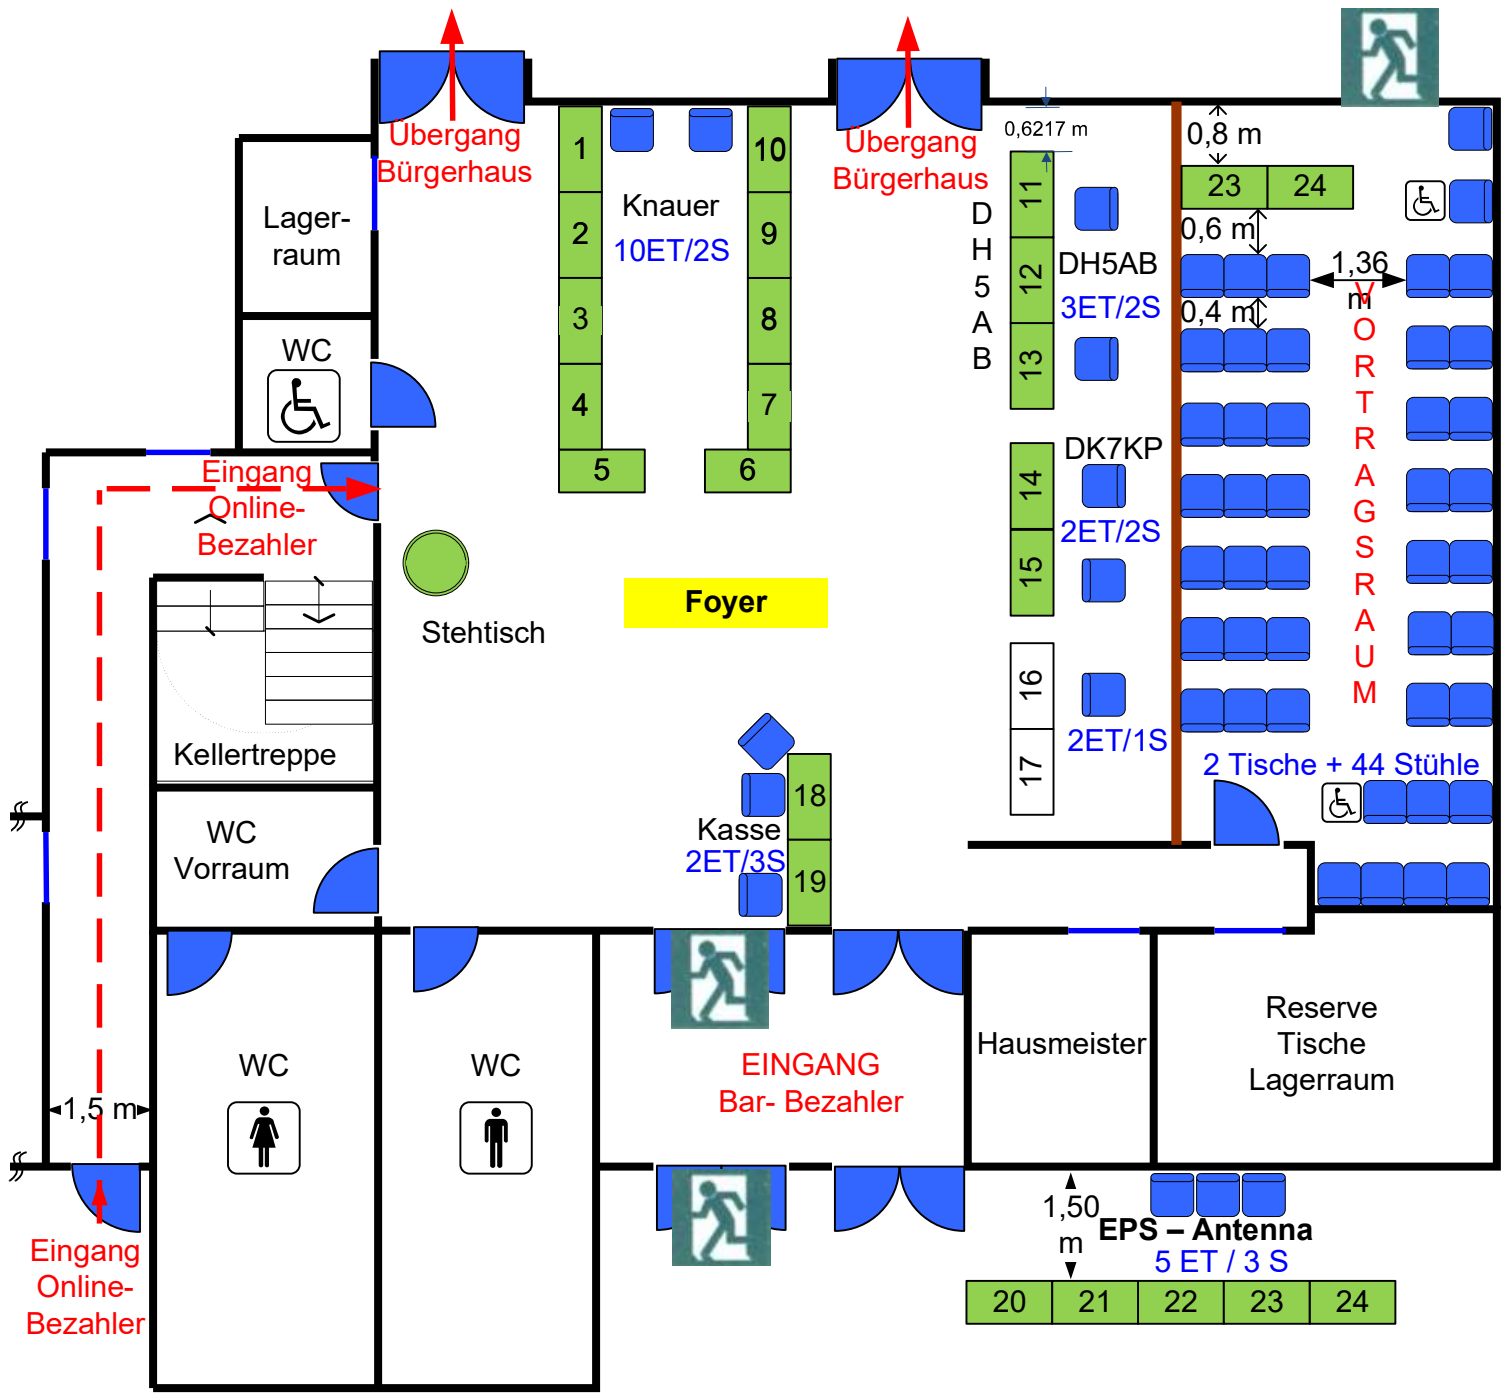 Übergang
Bürgerhaus
Übergang
Bürgerhaus
0,6217 m
0,8 m
1
2
3
4
5
10
9
8
7
6
Knauer
10ET/2S
Lager-
raum
WC
D
H
5
A
B
11
12
13
DH5AB
3ET/2S
23
24
0,6 m
0,4 m
1,36
m
V
O
R
T
R
A
G
S
R
A
U
M
Eingang
Online-
Bezahler
14
15
DK7KP
2ET/2S
Foyer
Stehtisch
Kellertreppe
16
17
2ET/1S
2 Tische + 44 Stühle
18
19
Kasse
2ET/3S
WC
Vorraum
WC
WC
EINGANG
Bar- Bezahler
Hausmeister
Reserve
Tische
Lagerraum
1,5 m
Eingang
Online-
Bezahler
1,50
m
EPS – Antenna
5 ET / 3 S
20
21
22
23
24